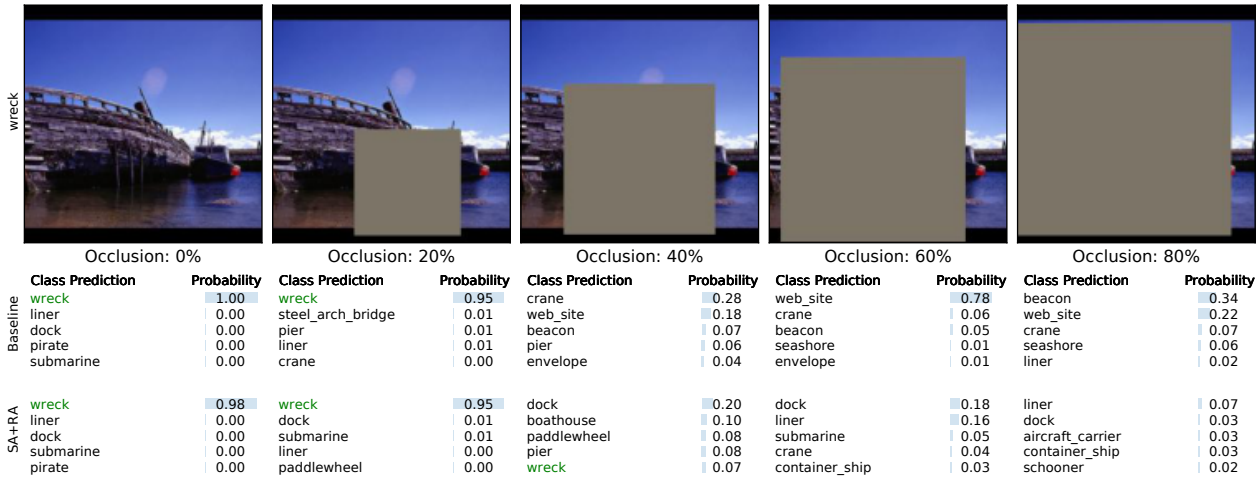 wreck
Occlusion: 0% Occlusion: 20% Occlusion: 40% Occlusion: 60% Occlusion: 80%
Class Prediction Probability Class Prediction Probability Class Prediction Probability Class Prediction Probability Class Prediction Probability
Baseline
wreck 1.00 wreck 0.95 crane 0.28 web_site 0.78 beacon 0.34
liner 0.00 steel_arch_bridge 0.01 web_site 0.18 crane 0.06 web_site 0.22
dock 0.00 pier 0.01 beacon 0.07 beacon 0.05 crane 0.07
pirate 0.00 liner 0.01 pier 0.06 seashore 0.01 seashore 0.06
submarine 0.00 crane 0.00 envelope 0.04 envelope 0.01 liner 0.02
SA+RA
wreck 0.98 wreck 0.95 dock 0.20 dock 0.18 liner 0.07
liner 0.00 dock 0.01 boathouse 0.10 liner 0.16 dock 0.03
dock 0.00 submarine 0.01 paddlewheel 0.08 submarine 0.05 aircraft_carrier 0.03
submarine 0.00 liner 0.00 pier 0.08 crane 0.04 container_ship 0.03
pirate 0.00 paddlewheel 0.00 wreck 0.07 container_ship 0.03 schooner 0.02